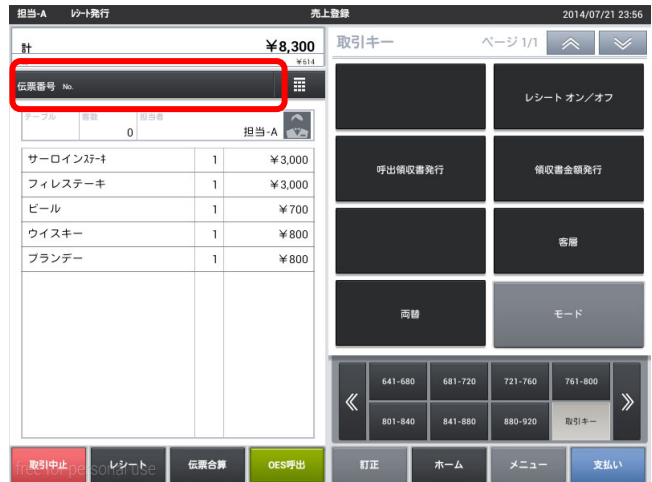 担当-A ﾚｼｰﾄ発行 売上登録 2014/07/21 23:56
計 ¥8,300
¥614
伝票番号 No.
テーブル 客数 担当者
0 担当-A
サーロインｽﾃｰｷ 1 ¥3,000
フィレステーキ 1 ¥3,000
ビール 1 ¥700
ウイスキー 1 ¥800
ブランデー 1 ¥800
取引中止 レシート 伝票合算 OES呼出
free for personal use
取引キー ページ 1/1
レシート オン／オフ
呼出領収書発行 領収書金額発行
客層
両替 モード
641-680 681-720 721-760 761-800
801-840 841-880 880-920 取引キー
訂正 ホーム メニュー 支払い